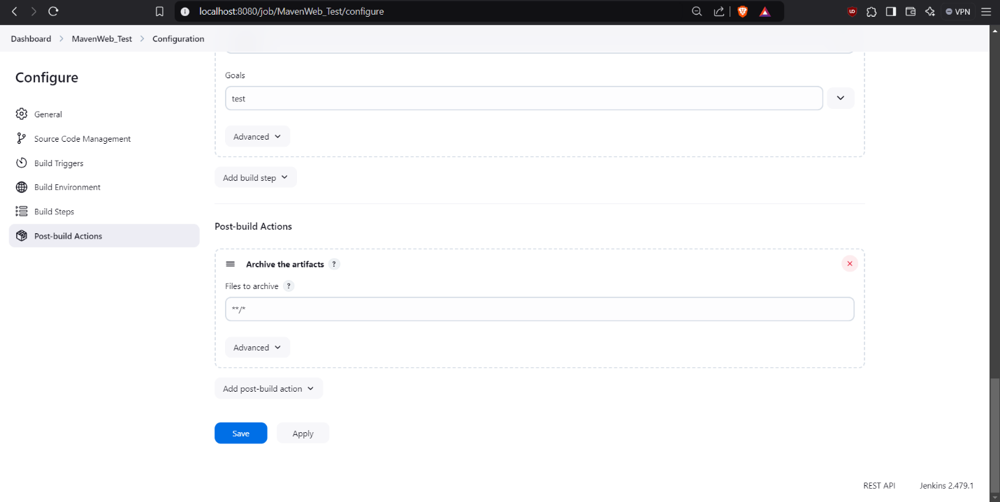 localhost:8080/job/MavenWeb_Test/configure
VPN
Dashboard > MavenWeb_Test > Configuration
Configure
General
Source Code Management
Build Triggers
Build Environment
Build Steps
Post-build Actions
Goals
test
Advanced
Add build step
Post-build Actions
Archive the artifacts ?
Files to archive ?
**/*
Advanced
Add post-build action
Save Apply
REST API Jenkins 2.479.1